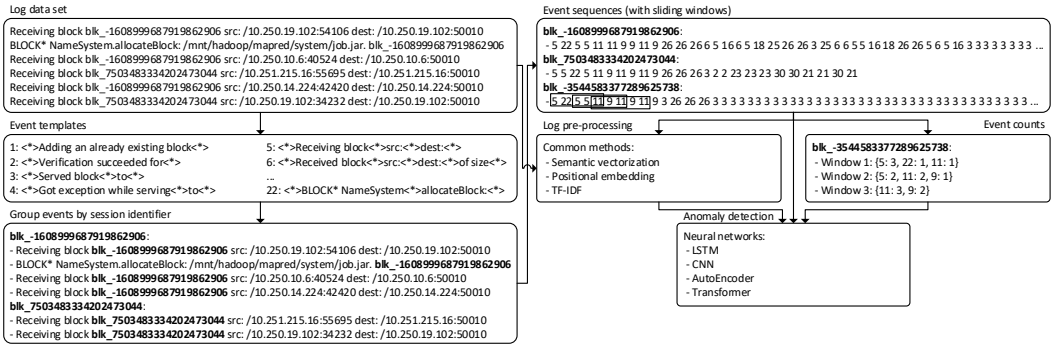 Log data set
Receiving block blk_-1608999687919862906 src: /10.250.19.102:54106 dest: /10.250.19.102:50010
BLOCK* NameSystem.allocateBlock: /mnt/hadoop/mapred/system/job.jar. blk_-1608999687919862906
Receiving block blk_-1608999687919862906 src: /10.250.10.6:40524 dest: /10.250.10.6:50010
Receiving block blk_7503483334202473044 src: /10.251.215.16:55695 dest: /10.251.215.16:50010
Receiving block blk_-1608999687919862906 src: /10.250.14.224:42420 dest: /10.250.14.224:50010
Receiving block blk_7503483334202473044 src: /10.251.19.102:34232 dest: /10.250.19.102:50010
Event templates
1: <*>Adding an already existing block<*>
2: <*>Verification succeeded for<*>
3: <*>Served block<*>to<*>
4: <*>Got exception while serving<*>to<*>
5: <*>Receiving block<*>src:<*>dest:<*>
6: <*>Received block<*>src:<*>dest:<*>of size<*>
...
22: <*>BLOCK* NameSystem<*>allocateBlock:<*>
Group events by session identifier
blk_-1608999687919862906:
- Receiving block blk_-1608999687919862906 src: /10.250.19.102:54106 dest: /10.250.19.102:50010
- BLOCK* NameSystem.allocateBlock: /mnt/hadoop/mapred/system/job.jar. blk_-1608999687919862906
- Receiving block blk_-1608999687919862906 src: /10.250.10.6:40524 dest: /10.250.10.6:50010
- Receiving block blk_-1608999687919862906 src: /10.250.14.224:42420 dest: /10.250.14.224:50010
blk_7503483334202473044:
- Receiving block blk_7503483334202473044 src: /10.251.215.16:55695 dest: /10.251.215.16:50010
- Receiving block blk_7503483334202473044 src: /10.251.19.102:34232 dest: /10.250.19.102:50010
Event sequences (with sliding windows)
blk_-1608999687919862906:
- 5 22 5 5 11 11 9 9 11 9 26 26 26 6 5 16 6 5 18 25 26 26 3 25 6 6 5 5 16 18 26 26 5 6 5 16 3 3 3 3 3 3 3 ...
blk_7503483334202473044:
- 5 5 22 5 11 9 11 9 11 9 26 26 26 3 2 2 23 23 23 30 30 21 21 30 21
blk_-3544583377289625738:
- 5 22 5 5 11 9 11 9 11 9 3 26 26 26 3 3 3 3 3 3 3 3 3 3 3 3 3 3 3 3 3 3 3 3 3 3 3 3 3 3 3 3 3 3 3 ...
Log pre-processing
Common methods:
- Semantic vectorization
- Positional embedding
- TF-IDF
Event counts
blk_-3544583377289625738:
- Window 1: {5: 3, 22: 1, 11: 1}
- Window 2: {5: 2, 11: 2, 9: 1}
- Window 3: {11: 3, 9: 2}
Anomaly detection
Neural networks:
- LSTM
- CNN
- AutoEncoder
- Transformer